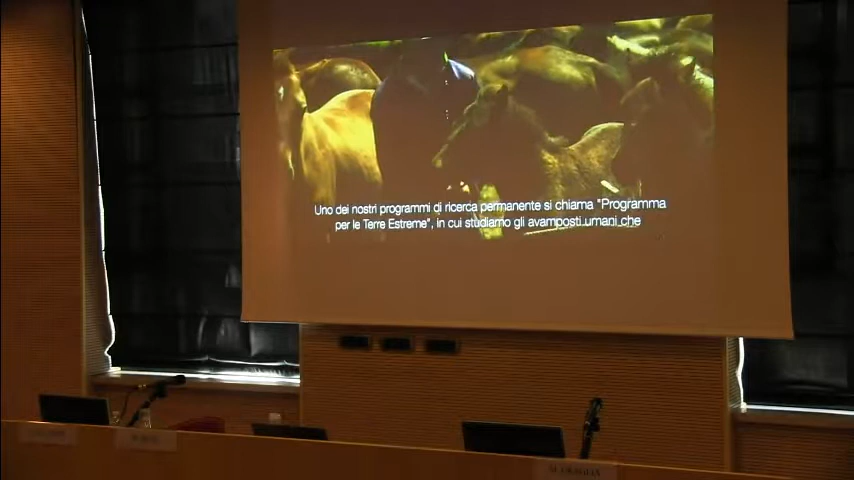 Uno dei nostri programmi di ricerca permanente si chiama "Programma
per le Terre Estreme", in cui studiamo gli avamposti umani che